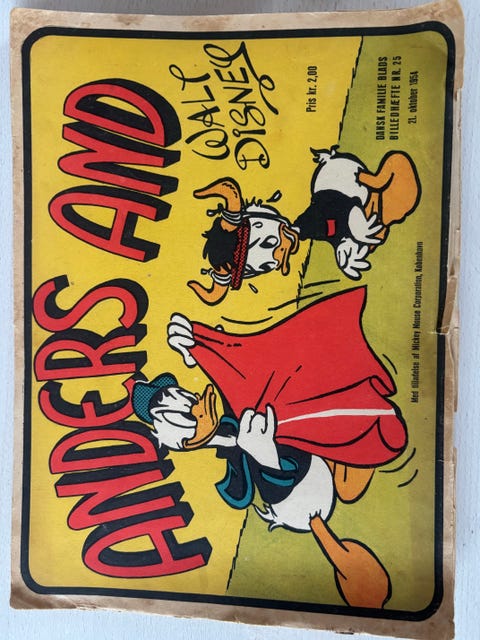 ANDERS AND
WALT
DISNEY
Pris kr. 2,00
DANSK FAMILIE BLADS
BILLEDHÆFTE NR. 25
21. oktober 1954
Med tilladelse af Mickey Mouse Corporation, København